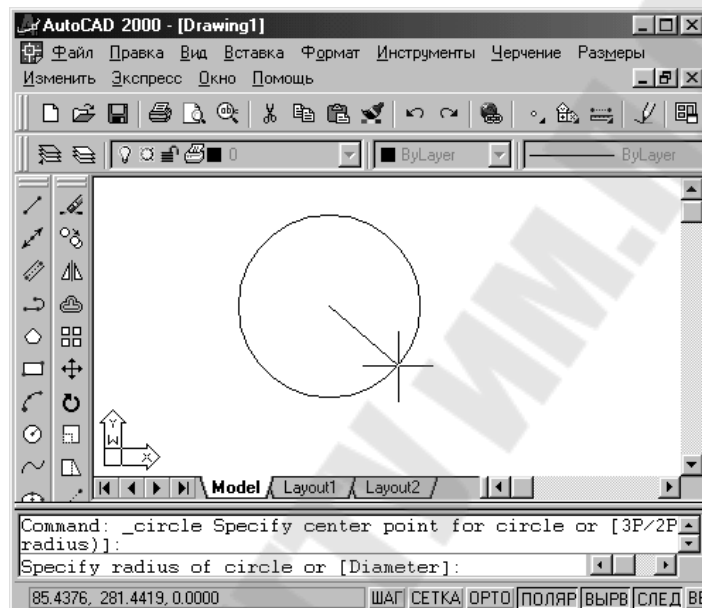 AutoCAD 2000 - [Drawing1]
Файл Правка Вид Вставка Формат Инструменты Черчение Размеры
Изменить Экспресс Окно Помощь
0 ByLayer ByLayer
Y
W
X
Model Layout1 Layout2
Command: _circle Specify center point for circle or [3P/2P
radius)]:
Specify radius of circle or [Diameter]:
85.4376, 281.4419, 0.0000 ШАГ СЕТКА ОРТО ПОЛЯР ВЫРВ СЛЕД ВЕ